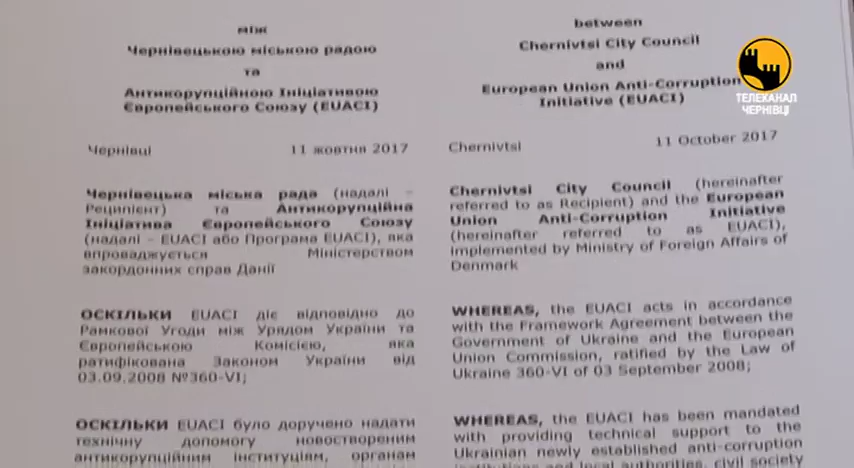 між
Чернівецькою міською радою
та
Антикорупційною Ініціативою
Європейського Союзу (EUACI)
Чернівці 11 жовтня 2017
Чернівецька міська рада (надалі –
Реципієнт) та Антикорупційна
Ініціатива Європейського Союзу
(надалі – EUACI або Програма EUACI), яка
впроваджується Міністерством
закордонних справ Данії
ОСКІЛЬКИ EUACI діє відповідно до
Рамкової Угоди між Урядом України та
Європейською Комісією, яка
ратифікована Законом України від
03.09.2008 №360-VI;
ОСКІЛЬКИ EUACI було доручено надати
технічну допомогу новоствореним
антикорупційним інституціям, органам
between
Chernivtsi City Council
and
European Union Anti-Corruption
Initiative (EUACI)
Chernivtsi 11 October 2017
Chernivtsi City Council (hereinafter
referred to as Recipient) and the European
Union Anti-Corruption Initiative
(hereinafter referred to as EUACI),
implemented by Ministry of Foreign Affairs of
Denmark
WHEREAS, the EUACI acts in accordance
with the Framework Agreement between the
Government of Ukraine and the European
Union Commission, ratified by the Law of
Ukraine 360-VI of 03 September 2008;
WHEREAS, the EUACI has been mandated
with providing technical support to the
Ukrainian newly established anti-corruption
institutions and local authorities, civil society
ТЕЛЕКАНАЛ
ЧЕРНІВЦІ